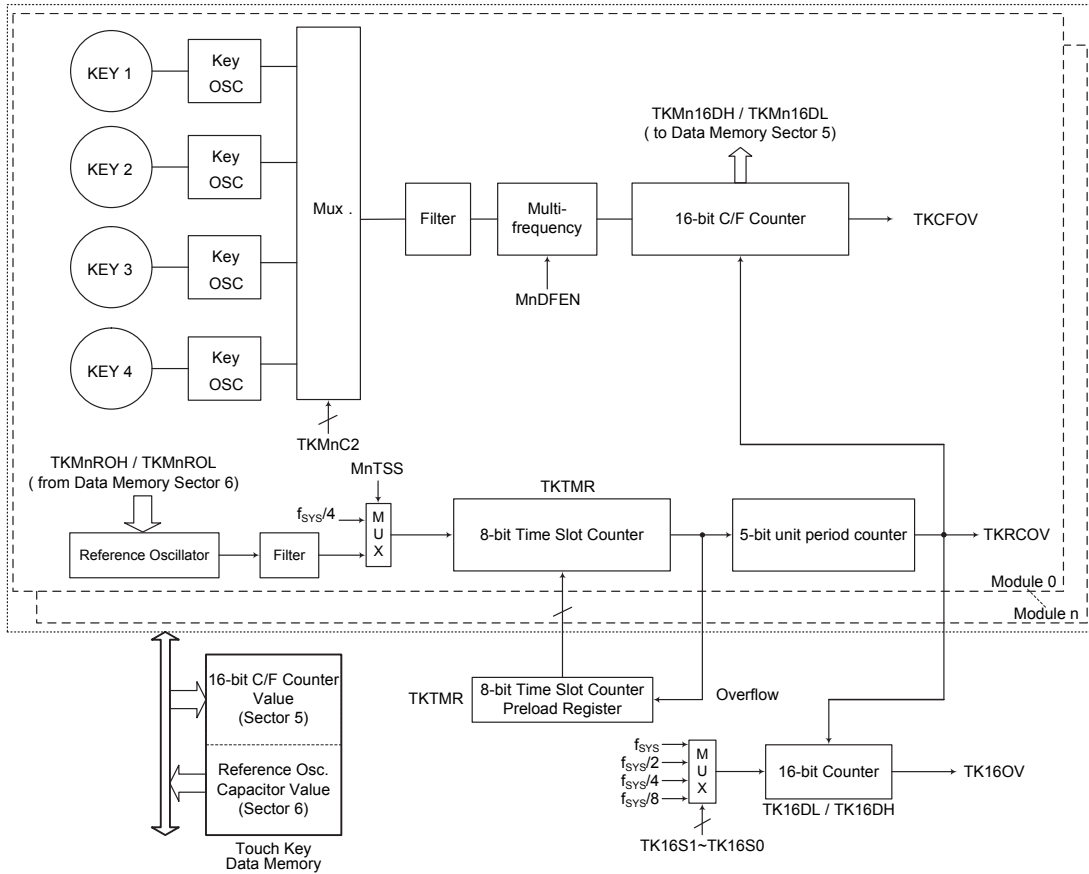 KEY 1
Key
OSC
KEY 2
Key
OSC
KEY 3
Key
OSC
KEY 4
Key
OSC
Mux .
TKMnC2
Filter
Multi-
frequency
MnDFEN
TKMn16DH / TKMn16DL
( to Data Memory Sector 5)
16-bit C/F Counter
TKCFOV
TKMnROH / TKMnROL
( from Data Memory Sector 6)
Reference Oscillator
Filter
MnTSS
fSYS/4
M
U
X
TKTMR
8-bit Time Slot Counter
5-bit unit period counter
TKRCOV
Module 0
Module n
TKTMR
8-bit Time Slot Counter
Preload Register
Overflow
16-bit C/F Counter
Value
(Sector 5)
Reference Osc.
Capacitor Value
(Sector 6)
Touch Key
Data Memory
fSYS
fSYS/2
fSYS/4
fSYS/8
M
U
X
TK16S1~TK16S0
16-bit Counter
TK16DL / TK16DH
TK16OV